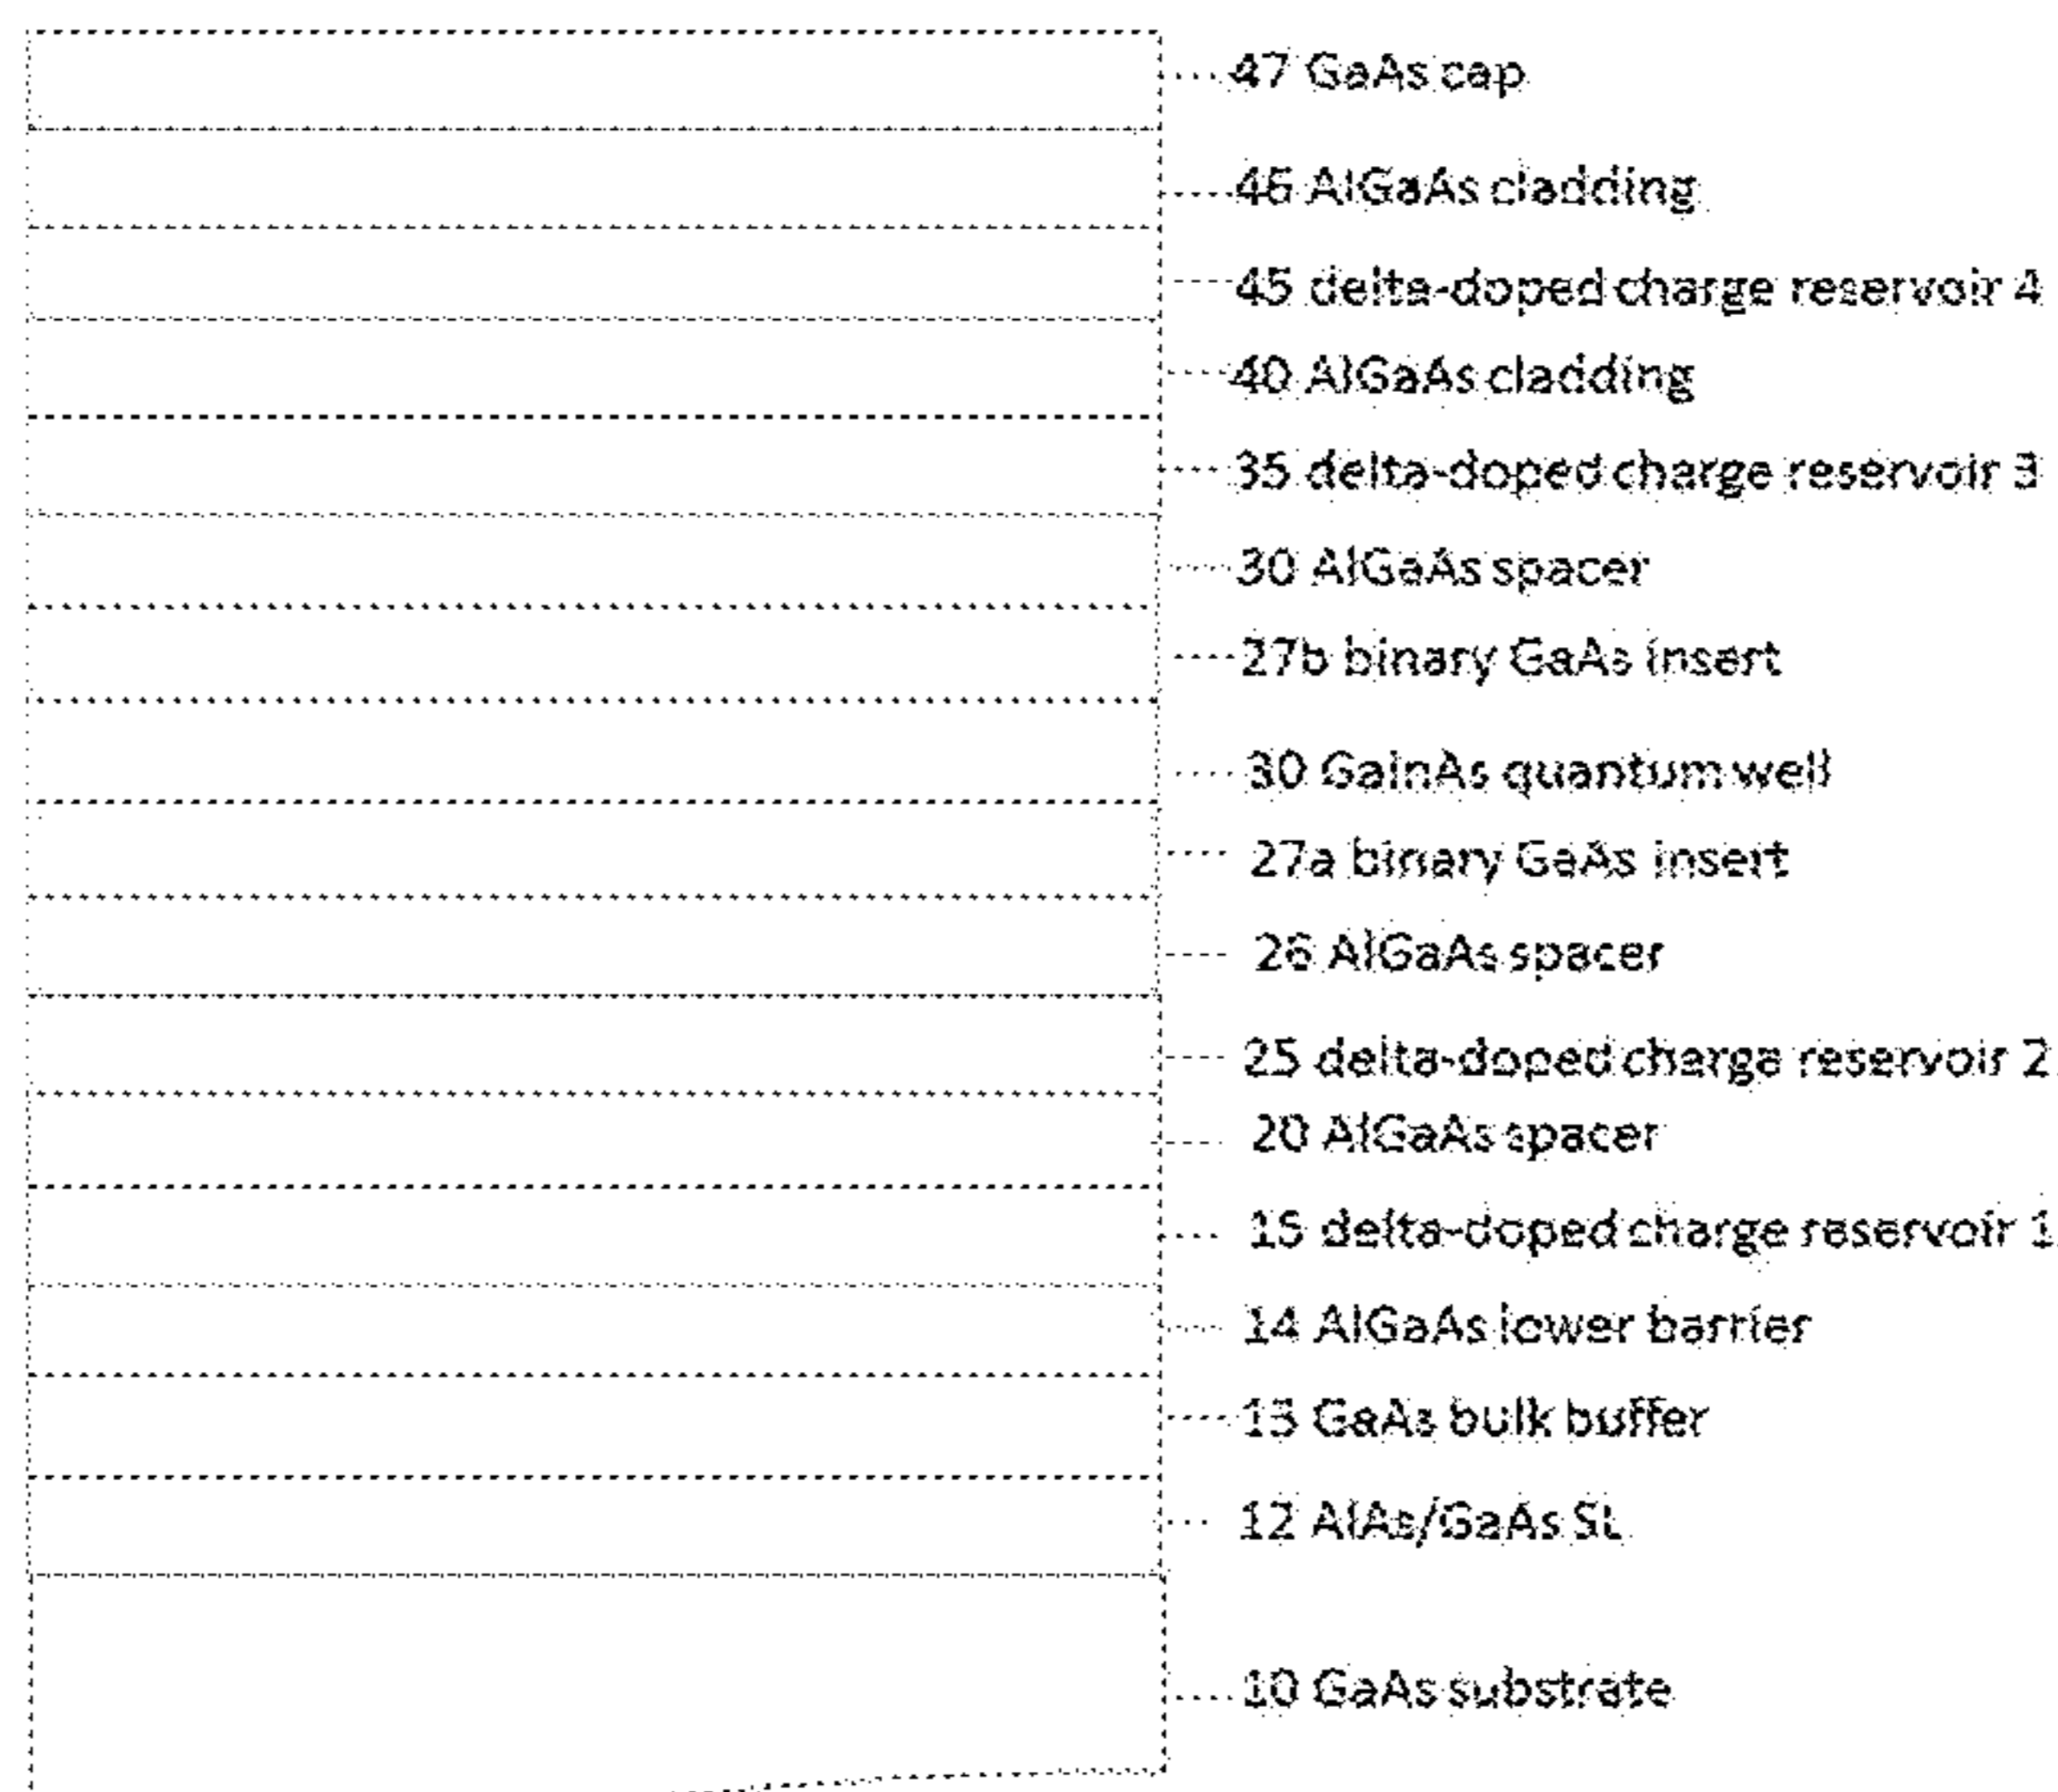 47 GaAs cap
46 AlGaAs cladding
45 delta-doped charge reservoir 4
40 AlGaAs cladding
35 delta-doped charge reservoir 3
30 AlGaAs spacer
27b binary GaAs insert
30 GaInAs quantum well
27a binary GaAs insert
26 AlGaAs spacer
25 delta-doped charge reservoir 2
20 AlGaAs spacer
15 delta-doped charge reservoir 1
14 AlGaAs lower barrier
13 GaAs bulk buffer
12 AlAs/GaAs SL
10 GaAs substrate